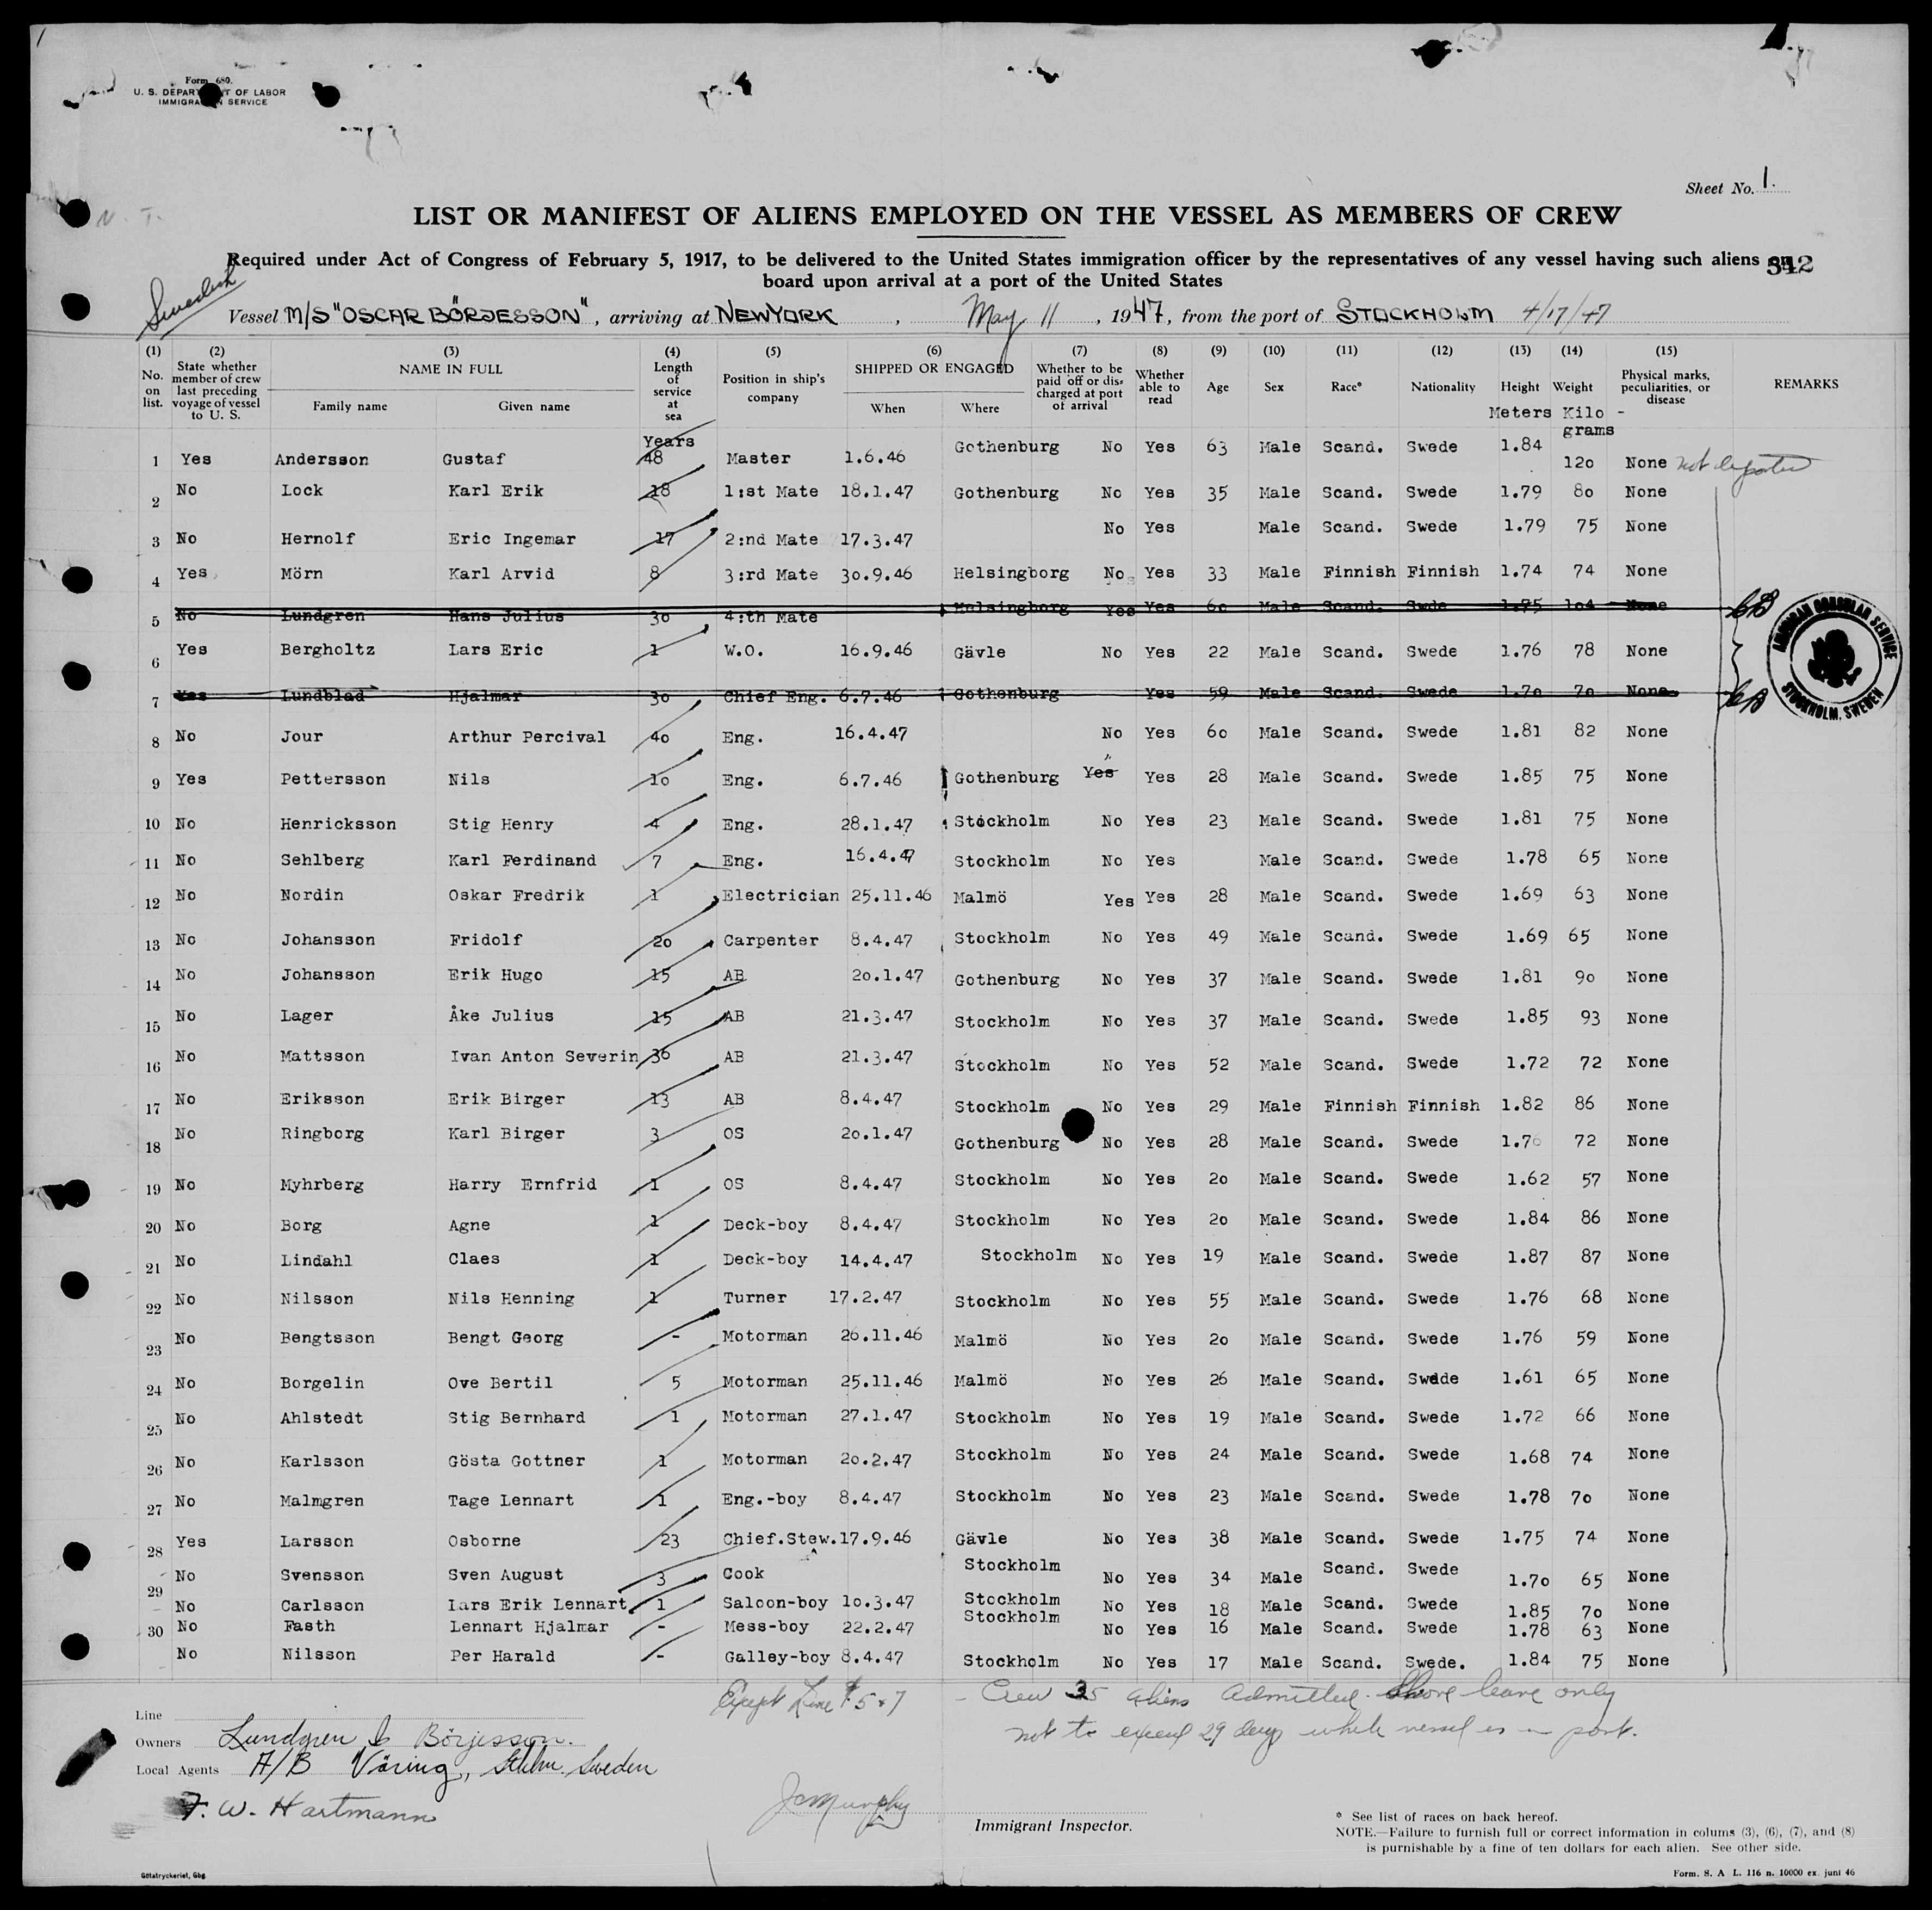 1
Form 680.
U. S. DEPARTMENT OF LABOR
IMMIGRATION SERVICE
Sheet No. 1.
N. T.
LIST OR MANIFEST OF ALIENS EMPLOYED ON THE VESSEL AS MEMBERS OF CREW
Required under Act of Congress of February 5, 1917, to be delivered to the United States immigration officer by the representatives of any vessel having such aliens on
board upon arrival at a port of the United States
342
Swedish
Vessel M/S "OSCAR BÖRJESSON", arriving at NEW YORK, May 11, 1947, from the port of STOCKHOLM 4/17/47
(1) (2) (3) (4) (5) (6) (7) (8) (9) (10) (11) (12) (13) (14) (15)
No. on list. State whether member of crew last preceding voyage of vessel to U. S. NAME IN FULL Family name Given name Length of service at sea Position in ship's company SHIPPED OR ENGAGED When Where Whether to be paid off or discharged at port of arrival Whether able to read Age Sex Race* Nationality Height Weight Physical marks, peculiarities, or disease REMARKS
Years Meters Kilo-grams
1 Yes Andersson Gustaf 48 Master 1.6.46 Gothenburg No Yes 63 Male Scand. Swede 1.84 120 None not deported
2 No Lock Karl Erik 18 1:st Mate 18.1.47 Gothenburg No Yes 35 Male Scand. Swede 1.79 80 None
3 No Hernolf Eric Ingemar 17 2:nd Mate 17.3.47 No Yes Male Scand. Swede 1.79 75 None
4 Yes Mörn Karl Arvid 8 3:rd Mate 30.9.46 Helsingborg No Yes 33 Male Finnish Finnish 1.74 74 None
5 No Lundgren Hans Julius 30 4:th Mate Helsingborg Yes Yes 60 Male Scand. Swde 1.75 104 None
6 Yes Bergholtz Lars Eric 1 W.O. 16.9.46 Gävle No Yes 22 Male Scand. Swede 1.76 78 None
7 Yes Lundblad Hjalmar 30 Chief Eng. 6.7.46 Gothenburg Yes 59 Male Scand. Swede 1.70 70 None
AMERICAN CONSULAR SERVICE STOCKHOLM, SWEDEN
8 No Jour Arthur Percival 40 Eng. 16.4.47 No Yes 60 Male Scand. Swede 1.81 82 None
9 Yes Pettersson Nils 10 Eng. 6.7.46 Gothenburg Yes Yes 28 Male Scand. Swede 1.85 75 None
10 No Henricksson Stig Henry 4 Eng. 28.1.47 Stockholm No Yes 23 Male Scand. Swede 1.81 75 None
11 No Sehlberg Karl Ferdinand 7 Eng. 16.4.47 Stockholm No Yes Male Scand. Swede 1.78 65 None
12 No Nordin Oskar Fredrik 1 Electrician 25.11.46 Malmö Yes Yes 28 Male Scand. Swede 1.69 63 None
13 No Johansson Fridolf 20 Carpenter 8.4.47 Stockholm No Yes 49 Male Scand. Swede 1.69 65 None
14 No Johansson Erik Hugo 15 AB 20.1.47 Gothenburg No Yes 37 Male Scand. Swede 1.81 90 None
15 No Lager Åke Julius 15 AB 21.3.47 Stockholm No Yes 37 Male Scand. Swede 1.85 93 None
16 No Mattsson Ivan Anton Severin 36 AB 21.3.47 Stockholm No Yes 52 Male Scand. Swede 1.72 72 None
17 No Eriksson Erik Birger 13 AB 8.4.47 Stockholm No Yes 29 Male Finnish Finnish 1.82 86 None
18 No Ringborg Karl Birger 3 OS 20.1.47 Gothenburg No Yes 28 Male Scand. Swede 1.76 72 None
19 No Myhrberg Harry Ernfrid 1 OS 8.4.47 Stockholm No Yes 20 Male Scand. Swede 1.62 57 None
20 No Borg Agne 1 Deck-boy 8.4.47 Stockholm No Yes 20 Male Scand. Swede 1.84 86 None
21 No Lindahl Claes 1 Deck-boy 14.4.47 Stockholm No Yes 19 Male Scand. Swede 1.87 87 None
22 No Nilsson Nils Henning 1 Turner 17.2.47 Stockholm No Yes 55 Male Scand. Swede 1.76 68 None
23 No Bengtsson Bengt Georg - Motorman 26.11.46 Malmö No Yes 20 Male Scand. Swede 1.76 59 None
24 No Borgelin Ove Bertil 5 Motorman 25.11.46 Malmö No Yes 26 Male Scand. Swede 1.61 65 None
25 No Ahlstedt Stig Bernhard 1 Motorman 27.1.47 Stockholm No Yes 19 Male Scand. Swede 1.72 66 None
26 No Karlsson Gösta Gottner 1 Motorman 20.2.47 Stockholm No Yes 24 Male Scand. Swede 1.68 74 None
27 No Malmgren Tage Lennart 1 Eng.-boy 8.4.47 Stockholm No Yes 23 Male Scand. Swede 1.78 70 None
28 Yes Larsson Osborne 23 Chief.Stew. 17.9.46 Gävle No Yes 38 Male Scand. Swede 1.75 74 None
29 No Svensson Sven August 3 Cook Stockholm No Yes 34 Male Scand. Swede 1.70 65 None
No Carlsson Lars Erik Lennart 1 Saloon-boy 10.3.47 Stockholm No Yes 18 Male Scand. Swede 1.85 70 None
30 No Fasth Lennart Hjalmar - Mess-boy 22.2.47 Stockholm No Yes 16 Male Scand. Swede 1.78 63 None
No Nilsson Per Harald - Galley-boy 8.4.47 Stockholm No Yes 17 Male Scand. Swede. 1.84 75 None
Except Line # 5 & 7 - Crew 35 aliens admitted. Shore leave only
not to exceed 29 days while vessel is in port.
Line
Owners Lundgren & Börjesson.
Local Agents A/B Väring, Sthlm. Sweden
F. W. Hartmann
JC Murphy
Immigrant Inspector.
* See list of races on back hereof.
NOTE.—Failure to furnish full or correct information in colums (3), (6), (7), and (8)
is punishable by a fine of ten dollars for each alien. See other side.
Götatryckeriet, Gbg
Form. S. A L. 116 n. 10000 ex. juni 46